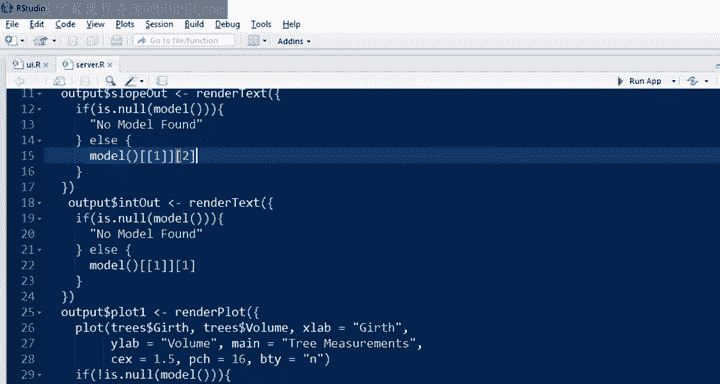 RStudio
File Edit Code View Plots Session Build Debug Tools Help
Go to file/function Addins
ui.R server.R
Run App
11 output$slopeOut <- renderText({
12 if(is.null(model())){
13 "No Model Found"
14 } else {
15 model()[[1]][2]
16 }
17 })
18 output$intOut <- renderText({
19 if(is.null(model())){
20 "No Model Found"
21 } else {
22 model()[[1]][1]
23 }
24 })
25 output$plot1 <- renderPlot({
26 plot(trees$Girth, trees$Volume, xlab = "Girth",
27 ylab = "Volume", main = "Tree Measurements",
28 cex = 1.5, pch = 16, bty = "n")
29 if(!is.null(model())){